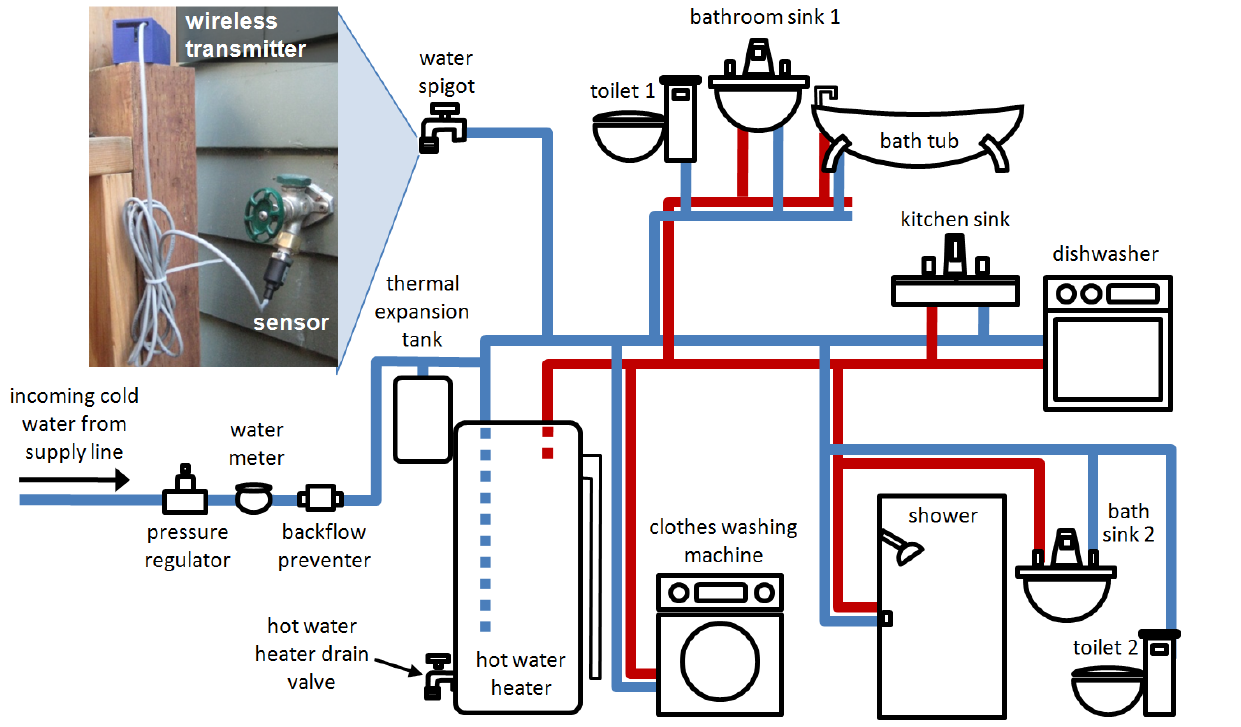 wireless
transmitter
sensor
water
spigot
bathroom sink 1
toilet 1
bath tub
kitchen sink
dishwasher
thermal
expansion
tank
incoming cold
water from
supply line
water
meter
pressure
regulator
backflow
preventer
hot water
heater drain
valve
hot water
heater
clothes washing
machine
shower
bath
sink 2
toilet 2